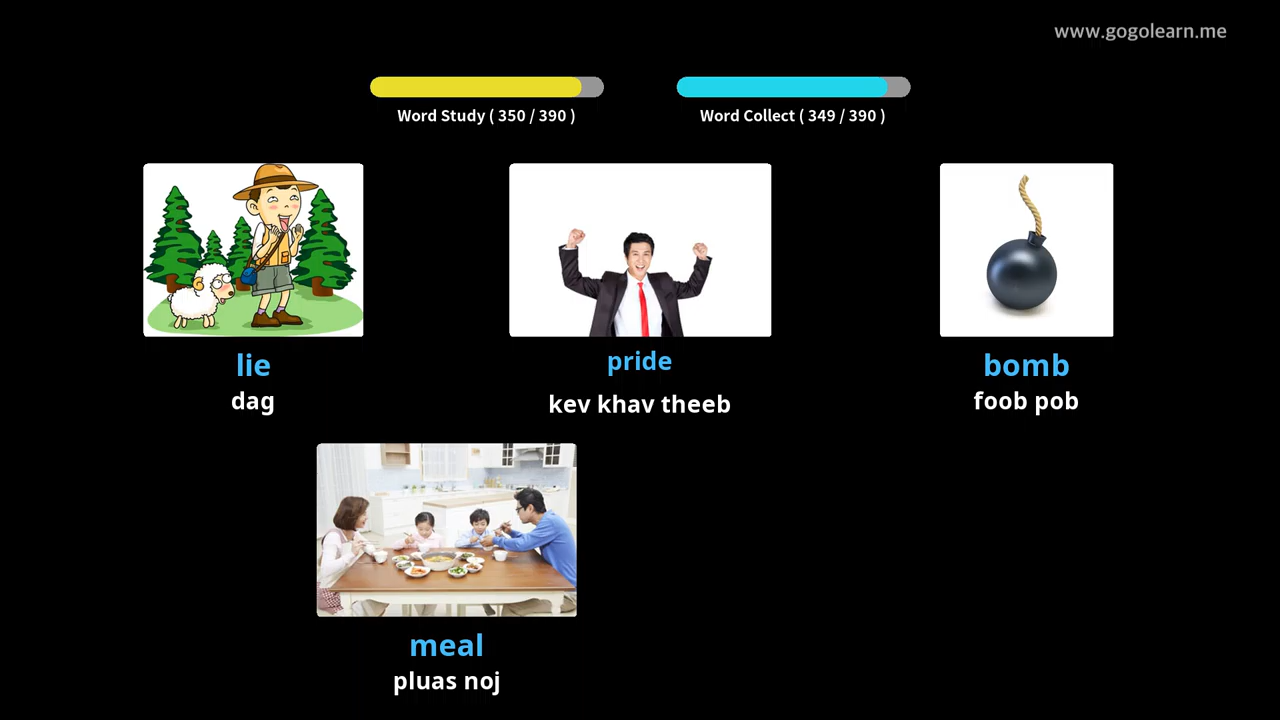 www.gogolearn.me
Word Study ( 350 / 390 )
Word Collect ( 349 / 390 )
lie
dag
pride
kev khav theeb
bomb
foob pob
meal
pluas noj